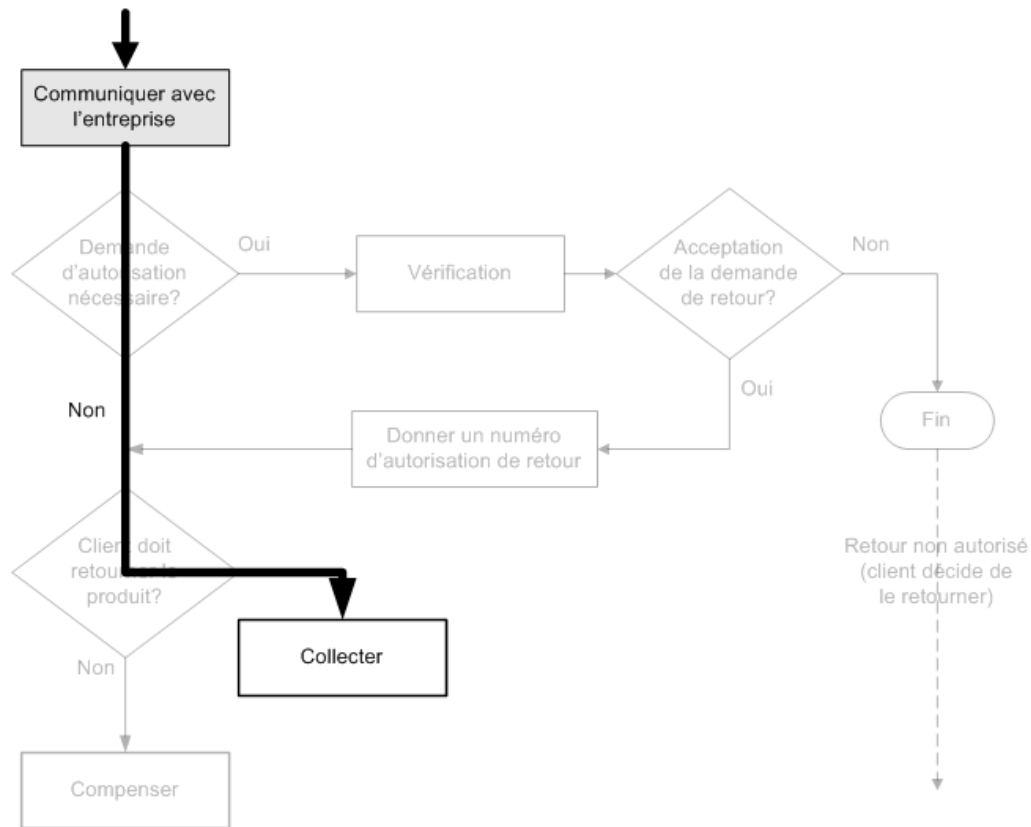 Communiquer avec
l'entreprise
Demande
d'autorisation
nécessaire?
Oui
Vérification
Acceptation
de la demande
de retour?
Non
Non
Donner un numéro
d'autorisation de retour
Oui
Fin
Client doit
retourner le
produit?
Retour non autorisé
(client décide de
le retourner)
Collecter
Non
Compenser